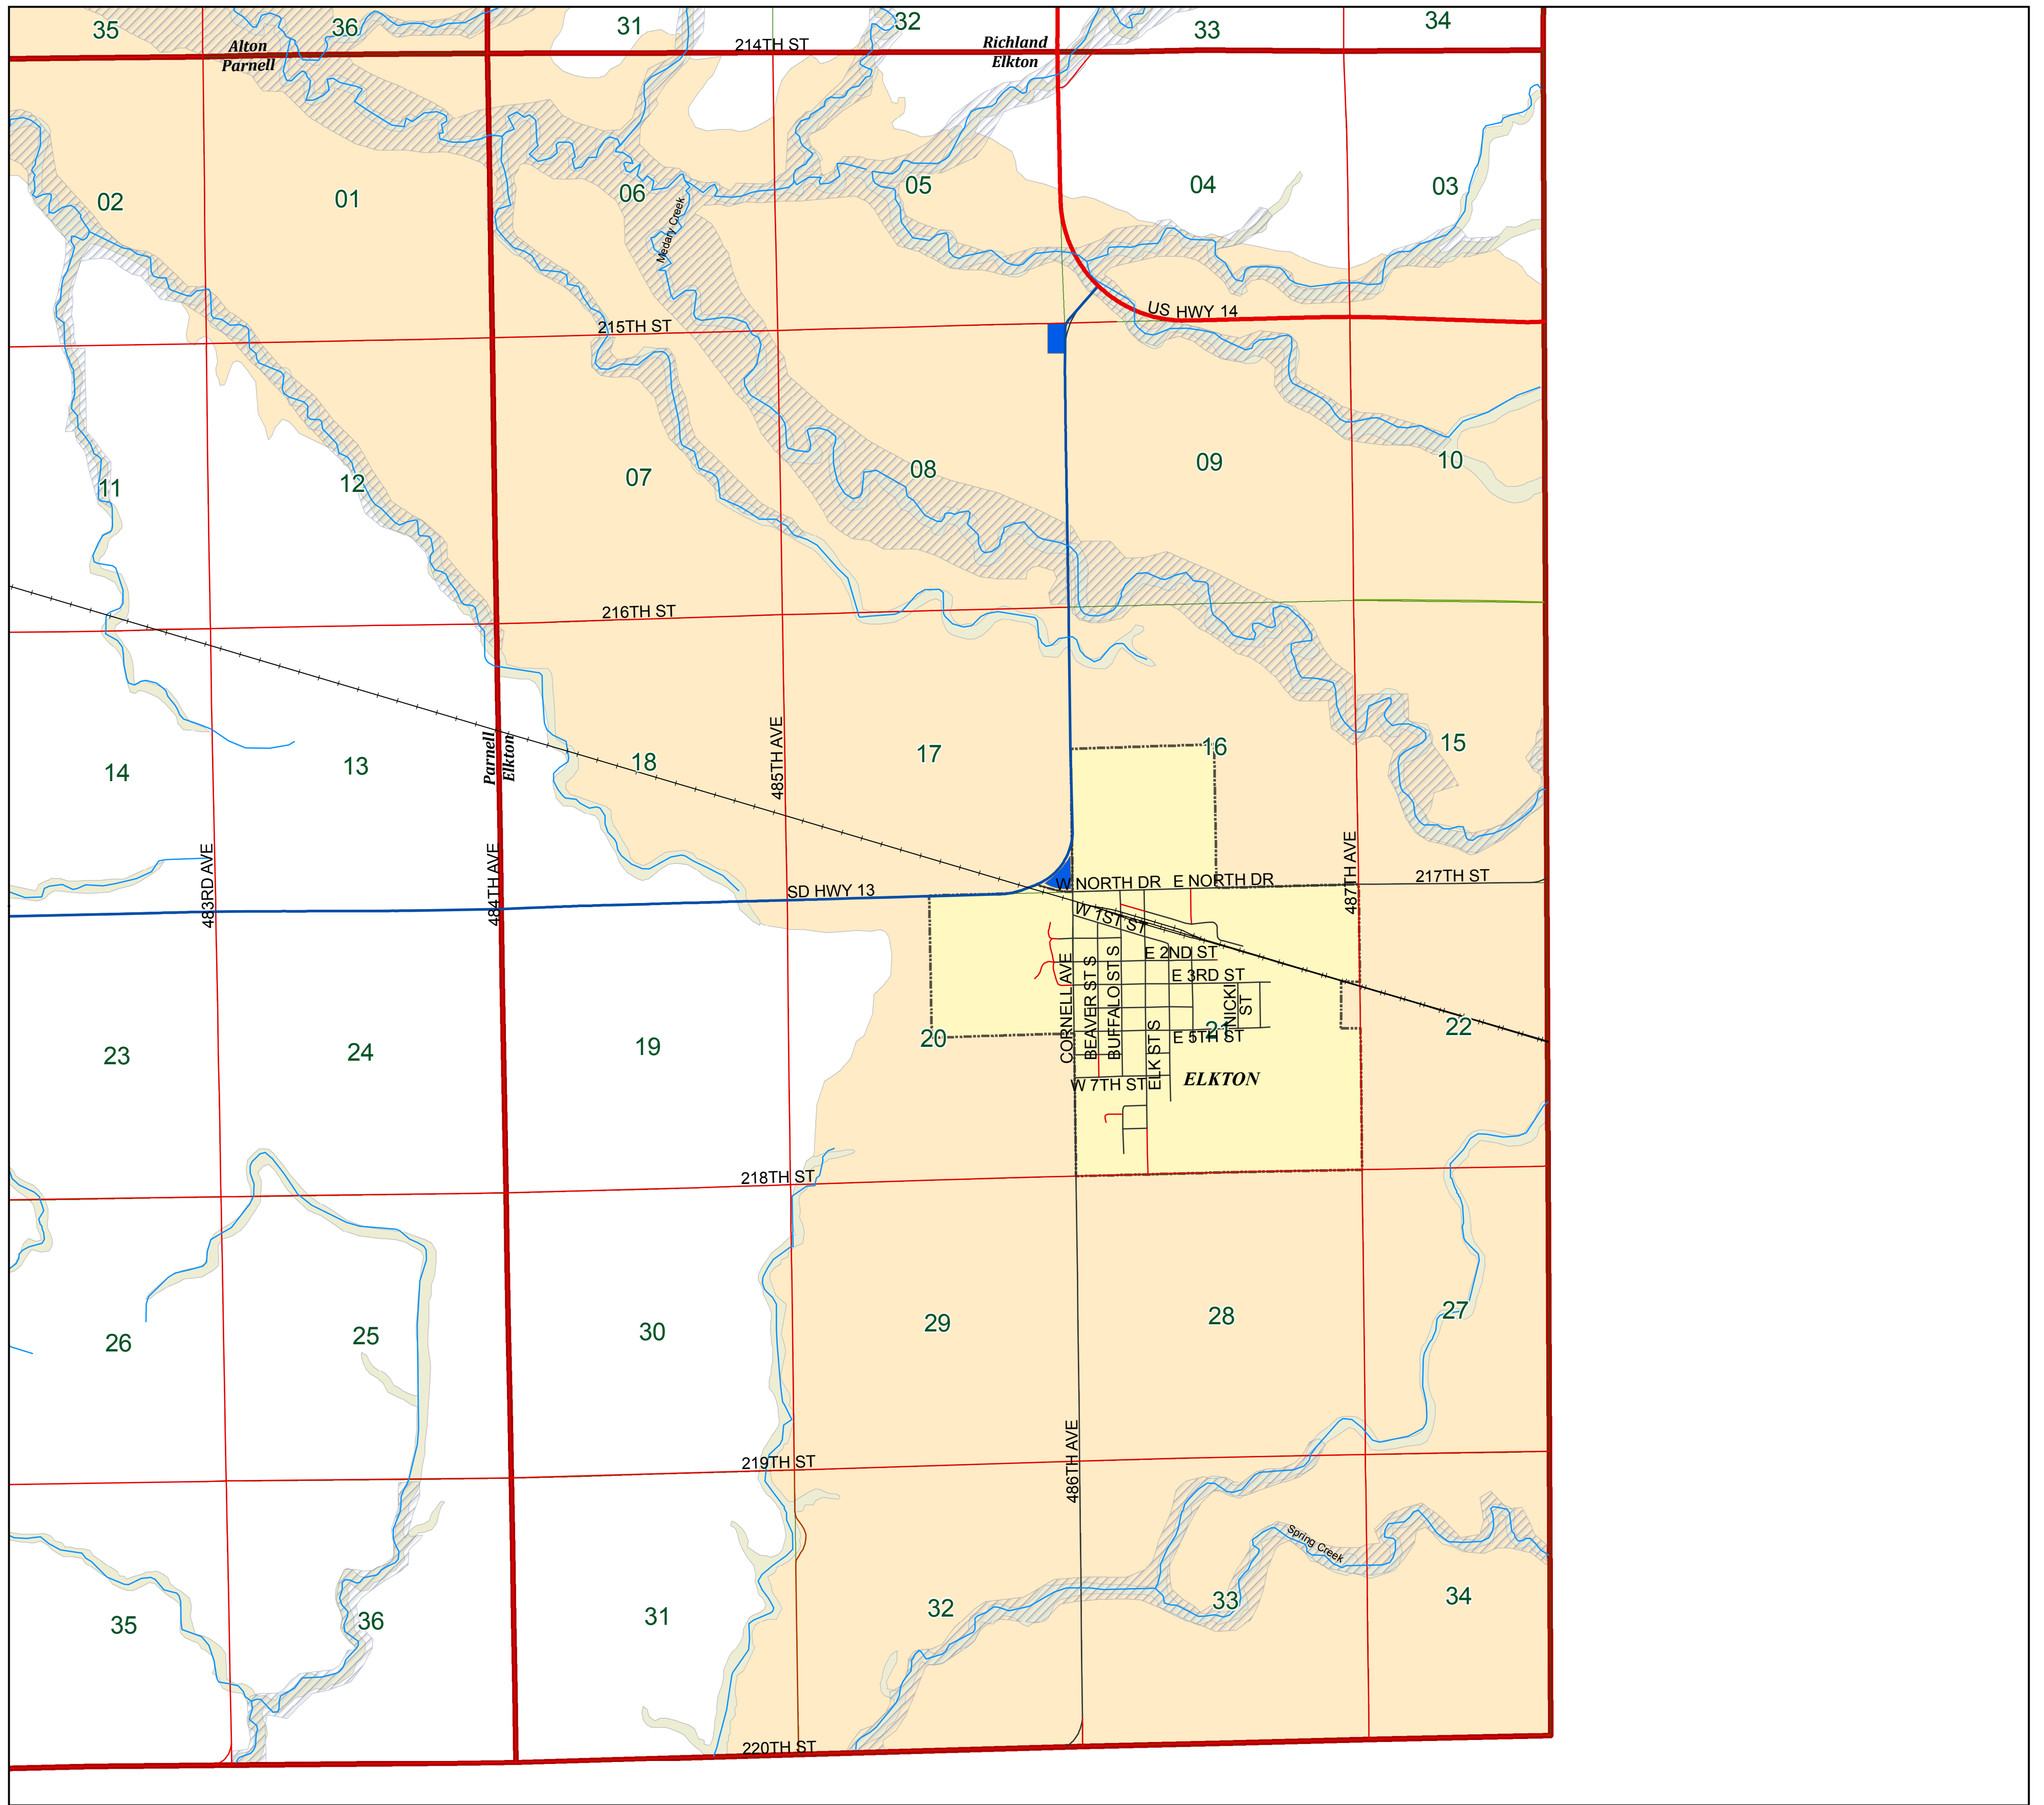 35
36
31
32
33
34
Alton
Parnell
214TH ST
Richland
Elkton
02
01
06
05
04
03
Medary Creek
215TH ST
US HWY 14
11
12
07
08
09
10
216TH ST
14
13
Parnell
Elkton
18
485TH AVE
17
16
15
483RD AVE
484TH AVE
SD HWY 13
W NORTH DR
E NORTH DR
487TH AVE
217TH ST
W 1ST ST
E 2ND ST
E 3RD ST
CORNELL AVE
BEAVER ST S
BUFFALO ST S
NICKI
ST
23
24
19
20
21
22
E 5TH ST
ELK ST S
W 7TH ST
ELKTON
218TH ST
26
25
30
29
28
27
219TH ST
486TH AVE
Spring Creek
35
36
31
32
33
34
220TH ST